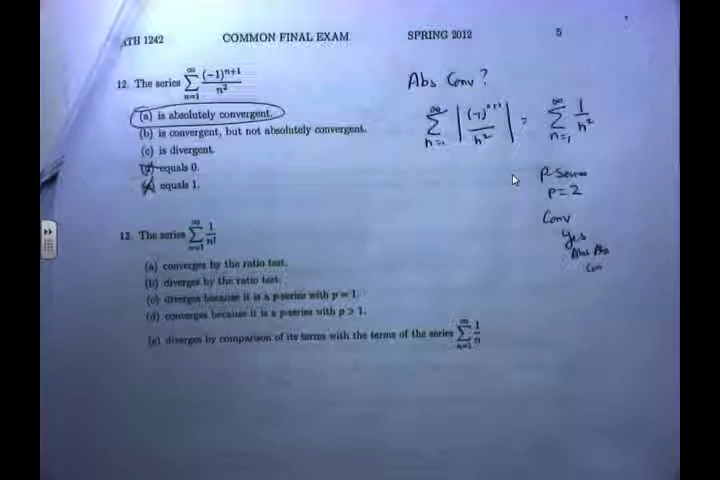 ATH 1242 COMMON FINAL EXAM SPRING 2012 5
12. The series ∑_{n=1}^{∞} (-1)^{n+1}/n²
(a) is absolutely convergent.
(b) is convergent, but not absolutely convergent.
(c) is divergent.
(d) equals 0.
equals 1.
Abs Conv ?
∑_{n=1}^{∞} |(-1)^{n+1}/n²| = ∑_{n=1}^{∞} 1/n²
P Series
P = 2
Conv
Yes
Abs
Con
13. The series ∑_{n=1}^{∞} 1/n!
(a) converges by the ratio test.
(b) diverges by the ratio test.
(c) diverges because it is a p-series with p = 1.
(d) converges because it is a p-series with p > 1.
(e) diverges by comparison of its terms with the terms of the series ∑_{n=1}^{∞} 1/n